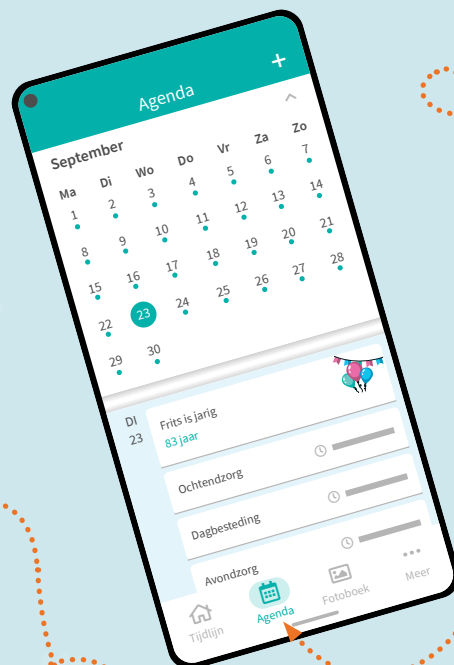 Agenda
+
September
Ma Di Wo Do Vr Za Zo
1 2 3 4 5 6 7
8 9 10 11 12 13 14
15 16 17 18 19 20 21
22 23 24 25 26 27 28
29 30
DI
23
Frits is jarig
83 jaar
Ochtendzorg
Dagbesteding
Avondzorg
Tijdlijn Agenda Fotoboek Meer